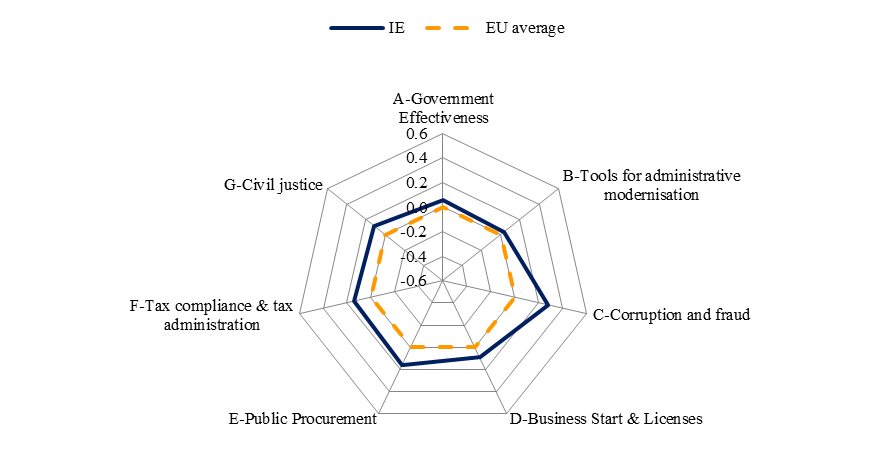 IE
EU average
A-Government
Effectiveness
0.6
0.4
0.2
0.0
-0.2
-0.4
-0.6
B-Tools for administrative
modernisation
C-Corruption and fraud
D-Business Start & Licenses
E-Public Procurement
F-Tax compliance & tax
administration
G-Civil justice